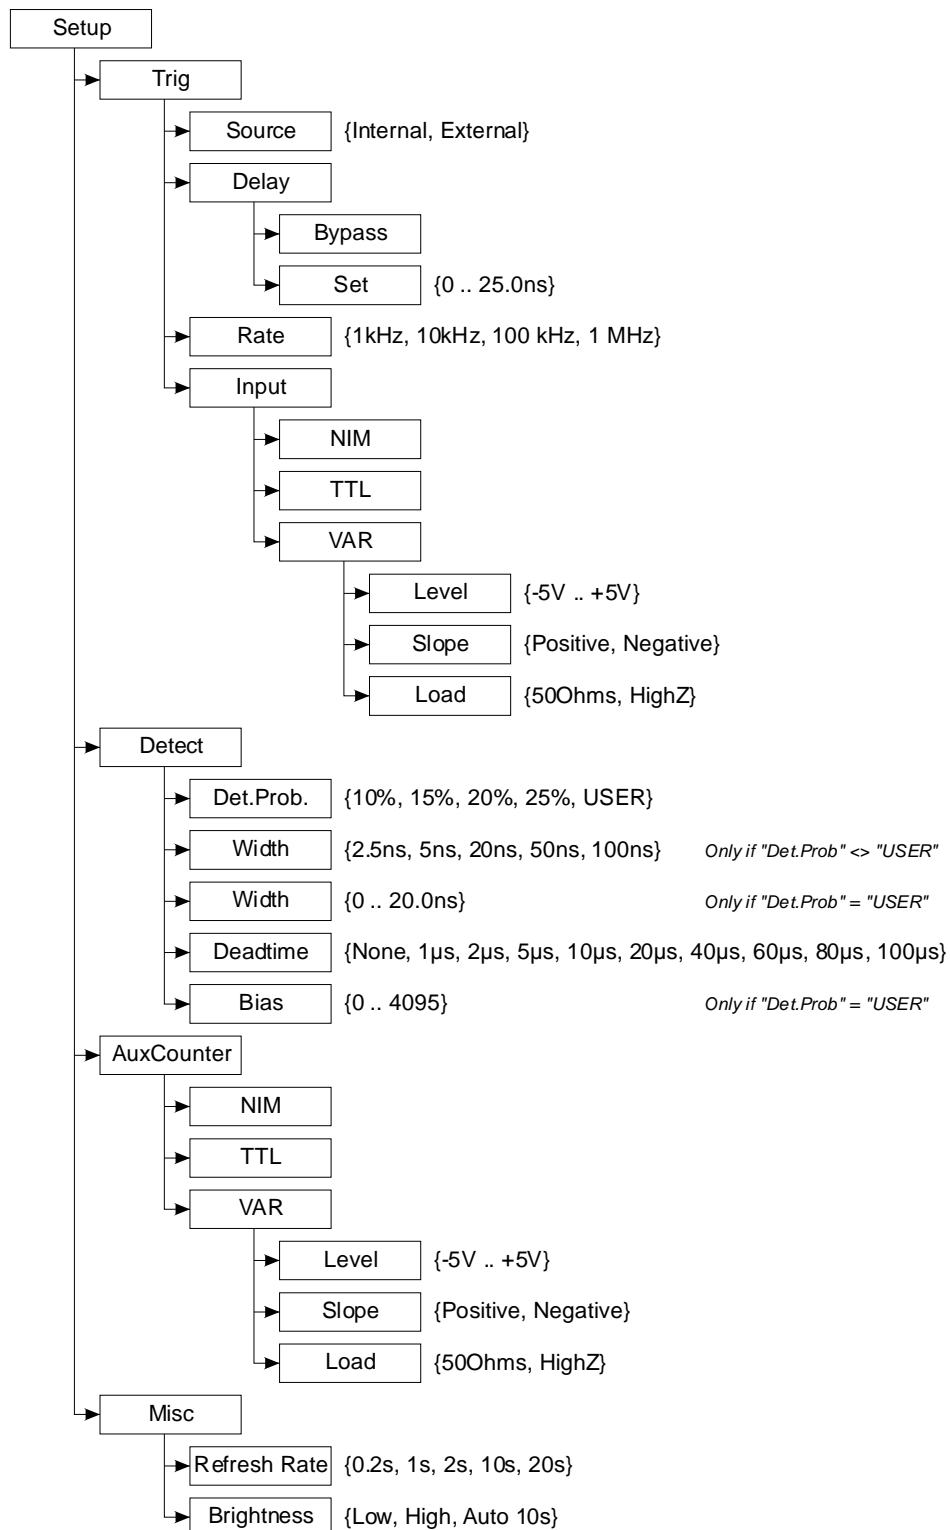 Setup
Trig
Source {Internal, External}
Delay
Bypass
Set {0 .. 25.0ns}
Rate {1kHz, 10kHz, 100 kHz, 1 MHz}
Input
NIM
TTL
VAR
Level {-5V .. +5V}
Slope {Positive, Negative}
Load {50Ohms, HighZ}
Detect
Det.Prob. {10%, 15%, 20%, 25%, USER}
Width {2.5ns, 5ns, 20ns, 50ns, 100ns} Only if "Det.Prob" <> "USER"
Width {0 .. 20.0ns} Only if "Det.Prob" = "USER"
Deadtime {None, 1µs, 2µs, 5µs, 10µs, 20µs, 40µs, 60µs, 80µs, 100µs}
Bias {0 .. 4095} Only if "Det.Prob" = "USER"
AuxCounter
NIM
TTL
VAR
Level {-5V .. +5V}
Slope {Positive, Negative}
Load {50Ohms, HighZ}
Misc
Refresh Rate {0.2s, 1s, 2s, 10s, 20s}
Brightness {Low, High, Auto 10s}